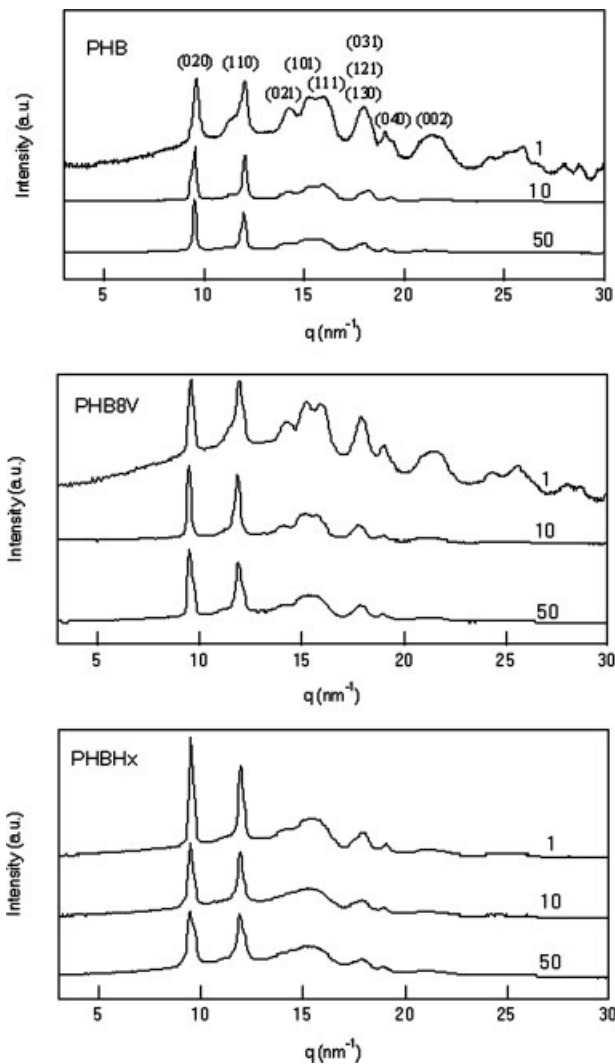 PHB
(031)
(020) (110) (101) (121)
(021) (111) (130)
(040) (002)
1
10
50
Intensity (a.u.)
5 10 15 20 25 30
q (nm⁻¹)
PHB8V
1
10
50
Intensity (a.u.)
5 10 15 20 25 30
q (nm⁻¹)
PHBHx
1
10
50
Intensity (a.u.)
5 10 15 20 25 30
q (nm⁻¹)